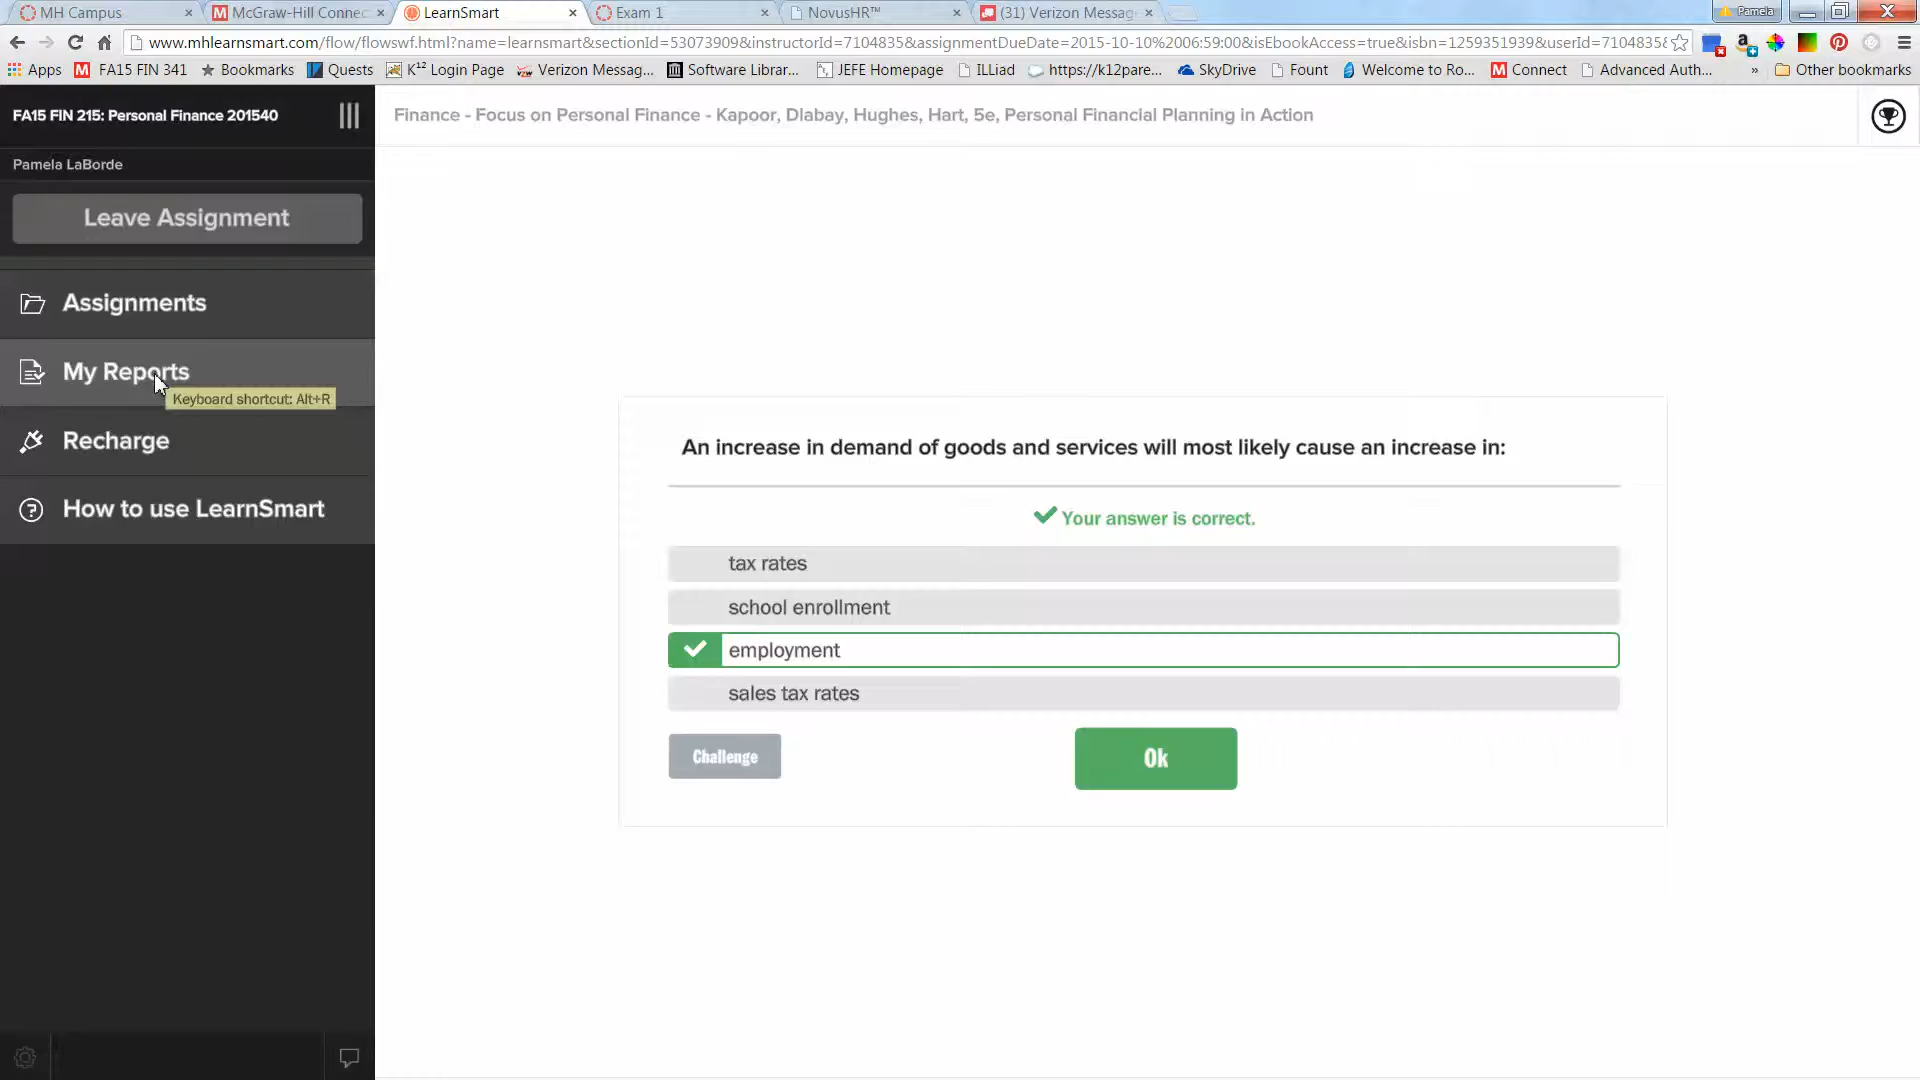 MH Campus
McGraw-Hill Connec
LearnSmart
Exam 1
NovusHR™
(31) Verizon Messag
Pamela
www.mhlearnsmart.com/flow/flowswf.html?name=learnsmart&sectionId=53073909&instructorId=7104835&assignmentDueDate=2015-10-10%2006:59:00&isEbookAccess=true&isbn=1259351939&userId=7104835&
Apps
FA15 FIN 341
Bookmarks
Quests
K12 Login Page
Verizon Messag...
Software Librar...
JEFE Homepage
ILLiad
https://k12pare...
SkyDrive
Fount
Welcome to Ro...
Connect
Advanced Auth...
»
Other bookmarks
FA15 FIN 215: Personal Finance 201540
Finance - Focus on Personal Finance - Kapoor, Dlabay, Hughes, Hart, 5e, Personal Financial Planning in Action
Pamela LaBorde
Leave Assignment
Assignments
My Reports
Keyboard shortcut: Alt+R
Recharge
How to use LearnSmart
An increase in demand of goods and services will most likely cause an increase in:
Your answer is correct.
tax rates
school enrollment
employment
sales tax rates
Challenge
Ok